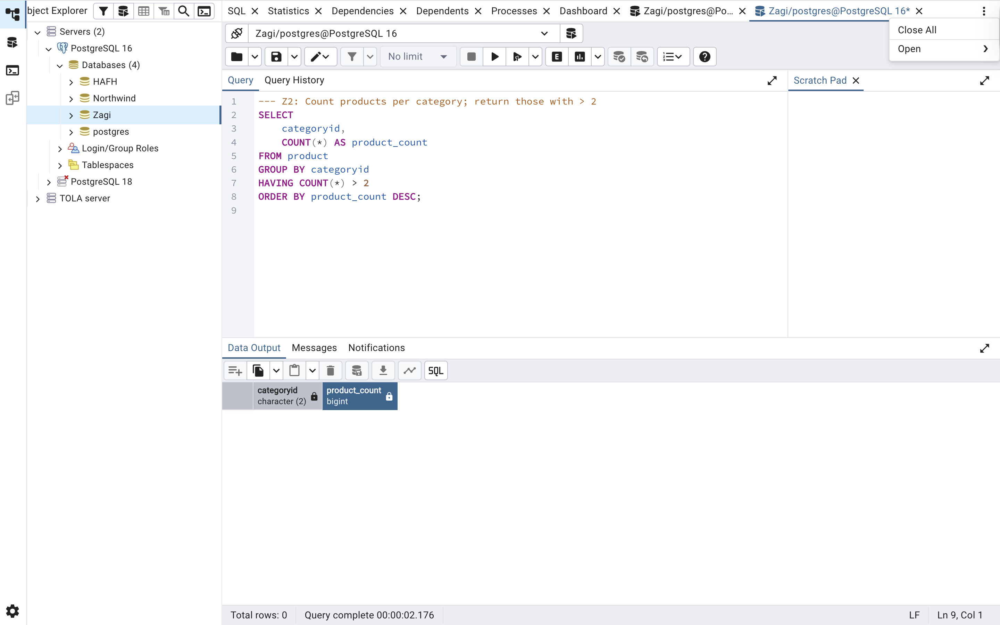 bject Explorer
Servers (2)
PostgreSQL 16
Databases (4)
HAFH
Northwind
Zagi
postgres
Login/Group Roles
Tablespaces
PostgreSQL 18
TOLA server
SQL Statistics Dependencies Dependents Processes Dashboard Zagi/postgres@Po... Zagi/postgres@PostgreSQL 16*
Close All
Open
Zagi/postgres@PostgreSQL 16
No limit
E
Query Query History
Scratch Pad
1 --- Z2: Count products per category; return those with > 2
2 SELECT
3 categoryid,
4 COUNT(*) AS product_count
5 FROM product
6 GROUP BY categoryid
7 HAVING COUNT(*) > 2
8 ORDER BY product_count DESC;
9
Data Output Messages Notifications
SQL
categoryid
character (2)
product_count
bigint
Total rows: 0 Query complete 00:00:02.176 LF Ln 9, Col 1